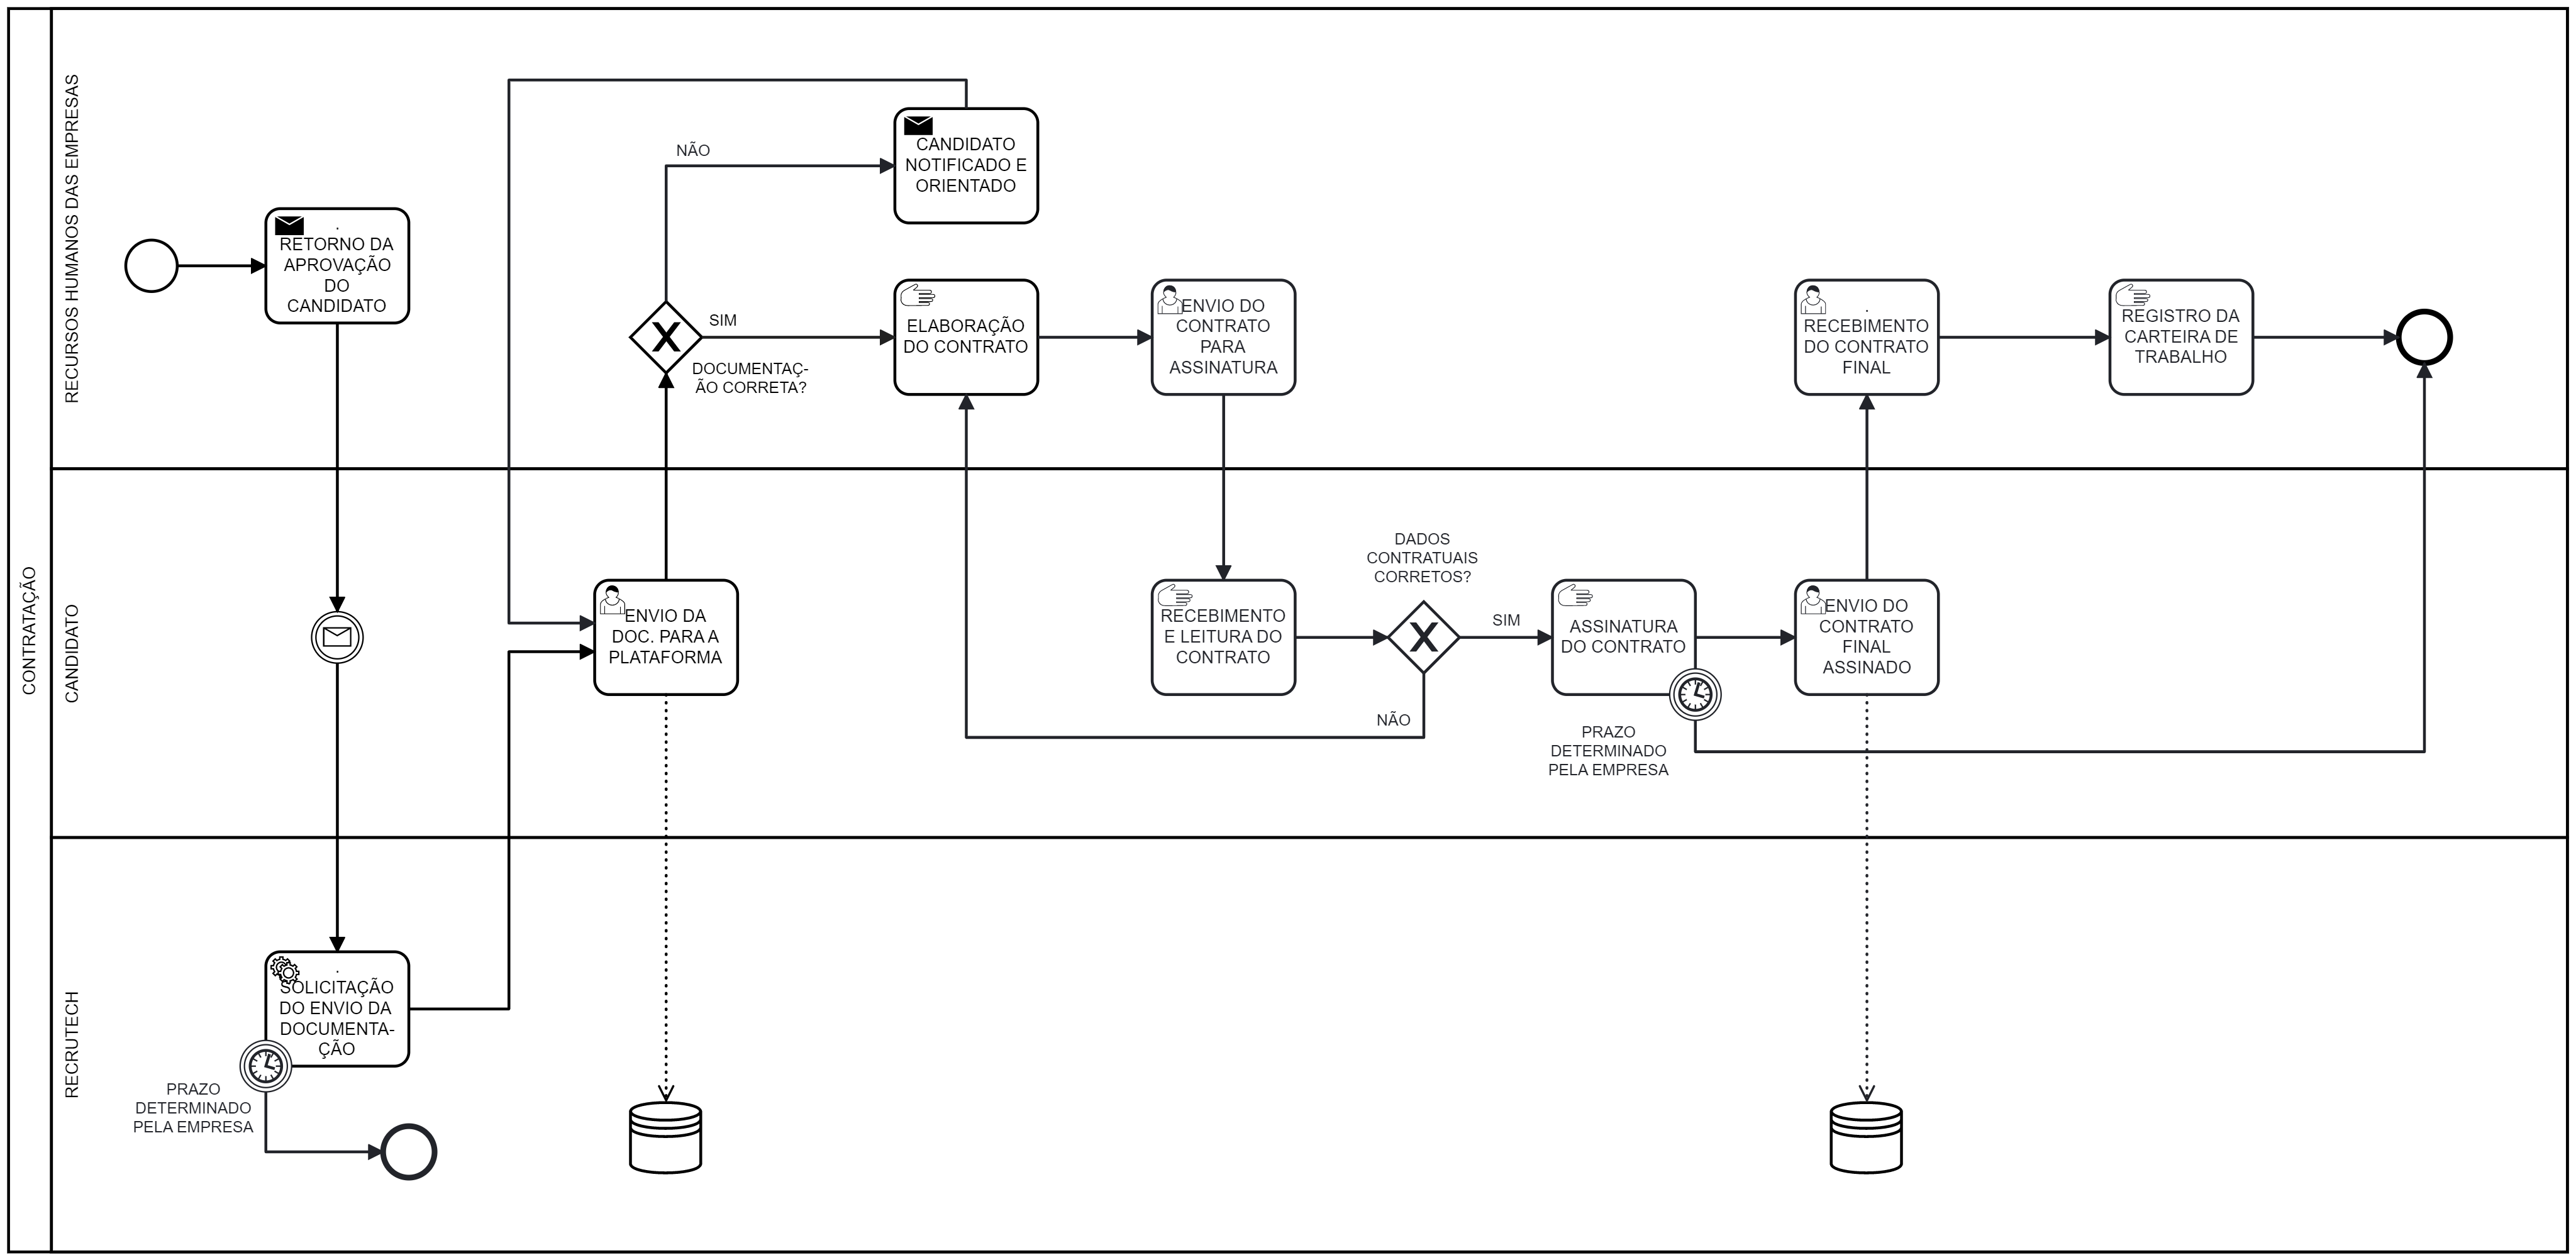 CONTRATAÇÃO
RECURSOS HUMANOS DAS EMPRESAS
.
RETORNO DA
APROVAÇÃO
DO
CANDIDATO
NÃO
CANDIDATO
NOTIFICADO E
ORIENTADO
SIM
DOCUMENTAÇ-
ÃO CORRETA?
ELABORAÇÃO
DO CONTRATO
ENVIO DO
CONTRATO
PARA
ASSINATURA
.
RECEBIMENTO
DO CONTRATO
FINAL
REGISTRO DA
CARTEIRA DE
TRABALHO
CANDIDATO
ENVIO DA
DOC. PARA A
PLATAFORMA
RECEBIMENTO
E LEITURA DO
CONTRATO
DADOS
CONTRATUAIS
CORRETOS?
SIM
NÃO
ASSINATURA
DO CONTRATO
PRAZO
DETERMINADO
PELA EMPRESA
ENVIO DO
CONTRATO
FINAL
ASSINADO
RECRUTECH
.
SOLICITAÇÃO
DO ENVIO DA
DOCUMENTA-
ÇÃO
PRAZO
DETERMINADO
PELA EMPRESA